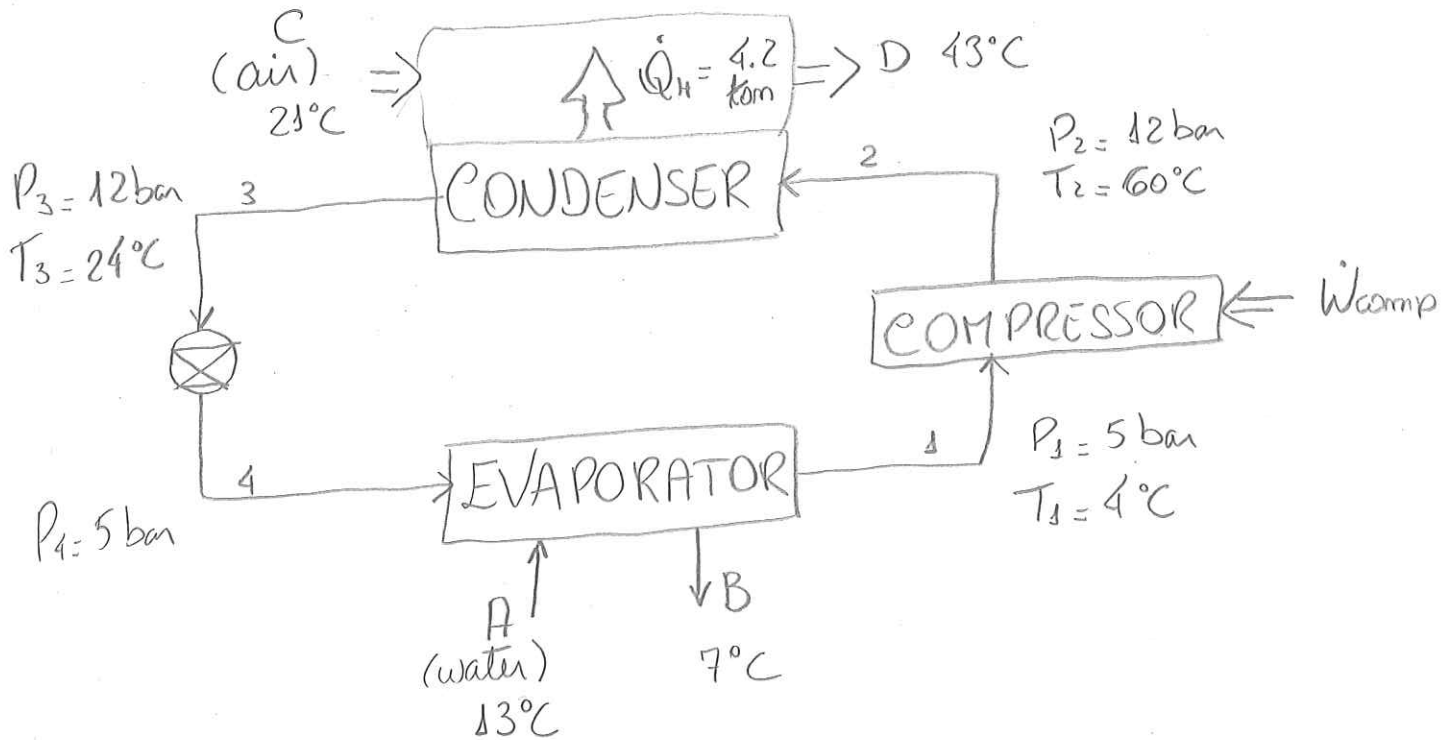 C
(air)
21°C
Q̇H = 4.2
ton
D 43°C
P2 = 12 bar
T2 = 60°C
2
P3 = 12 bar
T3 = 24°C
3
CONDENSER
COMPRESSOR
Ẇcomp
4
EVAPORATOR
1
P1 = 5 bar
T1 = 4°C
P4 = 5 bar
A
(water)
13°C
B
7°C